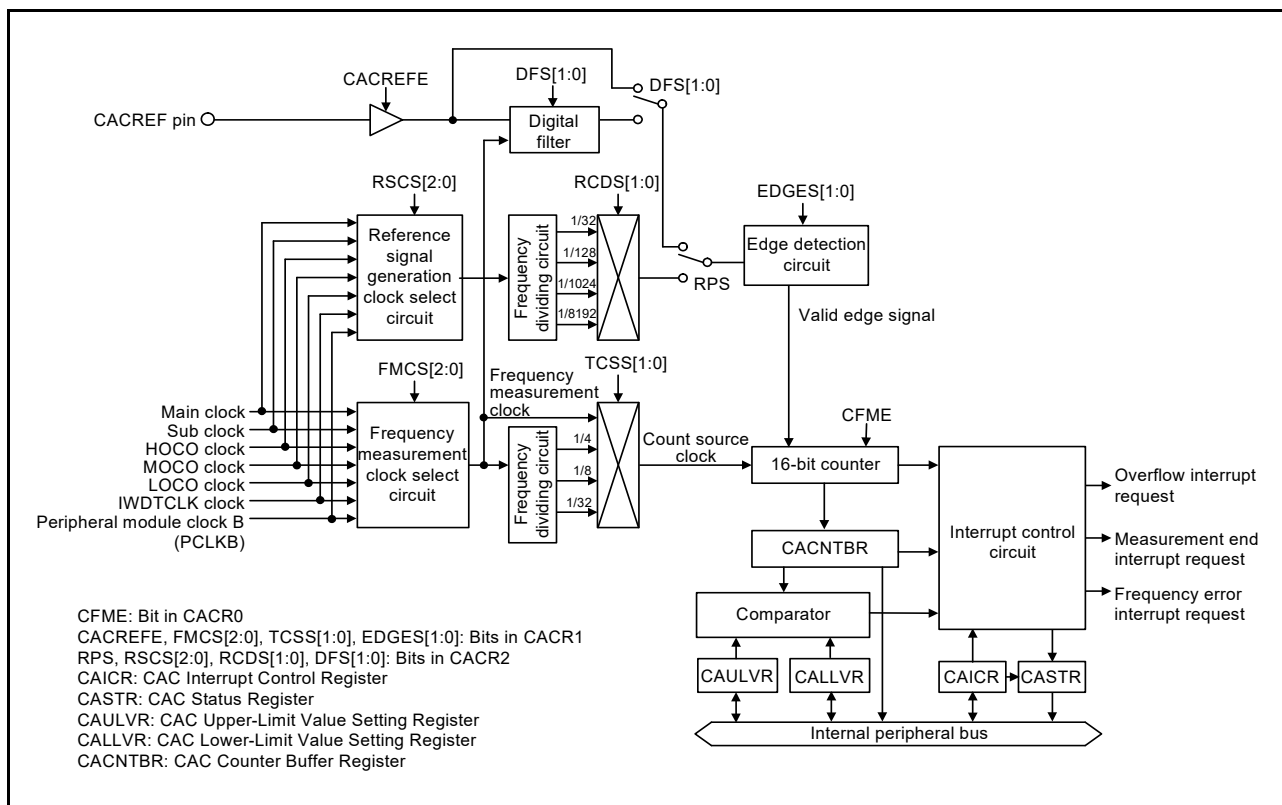 CACREFE
DFS[1:0]
DFS[1:0]
CACREF pin
Digital
filter
RSCS[2:0]
RCDS[1:0]
EDGES[1:0]
Reference
signal
generation
clock select
circuit
Frequency
dividing circuit
1/32
1/128
1/1024
1/8192
RPS
Edge detection
circuit
Valid edge signal
FMCS[2:0]
Frequency
measurement
clock
TCSS[1:0]
CFME
Main clock
Sub clock
HOCO clock
MOCO clock
LOCO clock
IWDTCLK clock
Peripheral module clock B
(PCLKB)
Frequency
measurement
clock select
circuit
Frequency
dividing circuit
1/4
1/8
1/32
Count source
clock
16-bit counter
CACNTBR
Comparator
CAULVR
CALLVR
Interrupt control
circuit
CAICR
CASTR
Overflow interrupt
request
Measurement end
interrupt request
Frequency error
interrupt request
Internal peripheral bus
CFME: Bit in CACR0
CACREFE, FMCS[2:0], TCSS[1:0], EDGES[1:0]: Bits in CACR1
RPS, RSCS[2:0], RCDS[1:0], DFS[1:0]: Bits in CACR2
CAICR: CAC Interrupt Control Register
CASTR: CAC Status Register
CAULVR: CAC Upper-Limit Value Setting Register
CALLVR: CAC Lower-Limit Value Setting Register
CACNTBR: CAC Counter Buffer Register